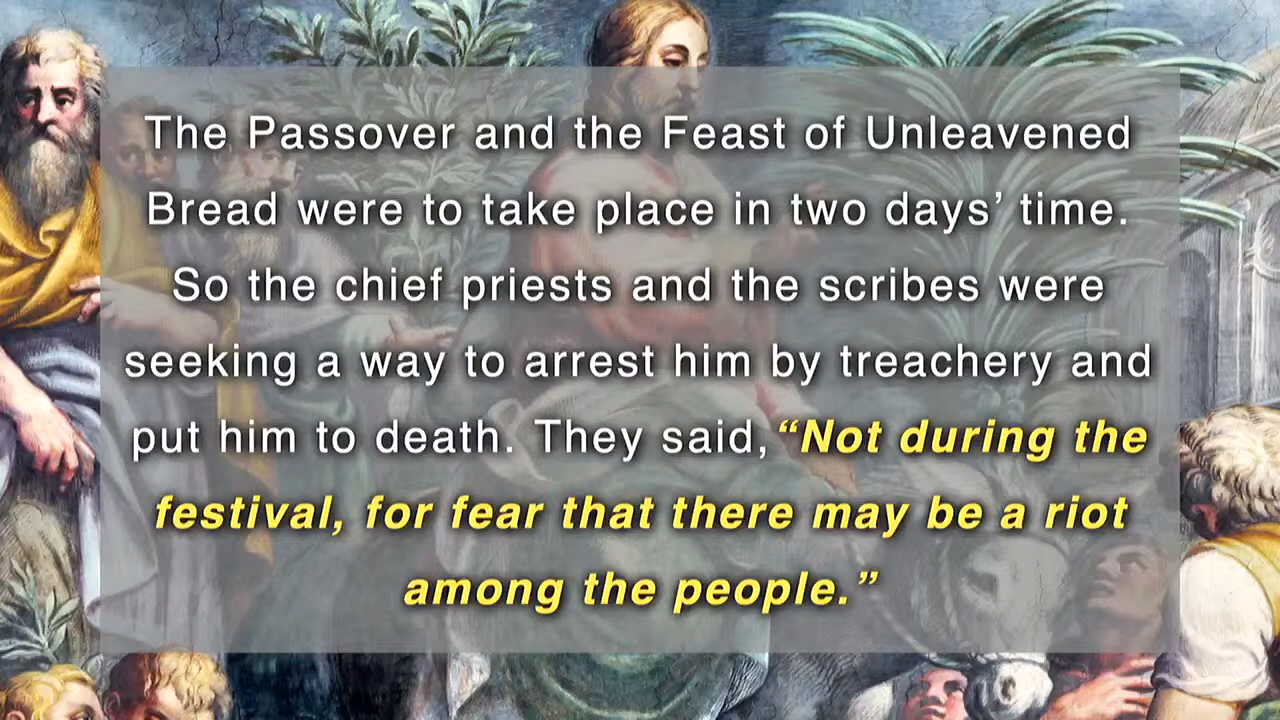 The Passover and the Feast of Unleavened
Bread were to take place in two days’ time.
So the chief priests and the scribes were
seeking a way to arrest him by treachery and
put him to death. They said, “Not during the
festival, for fear that there may be a riot
among the people.”